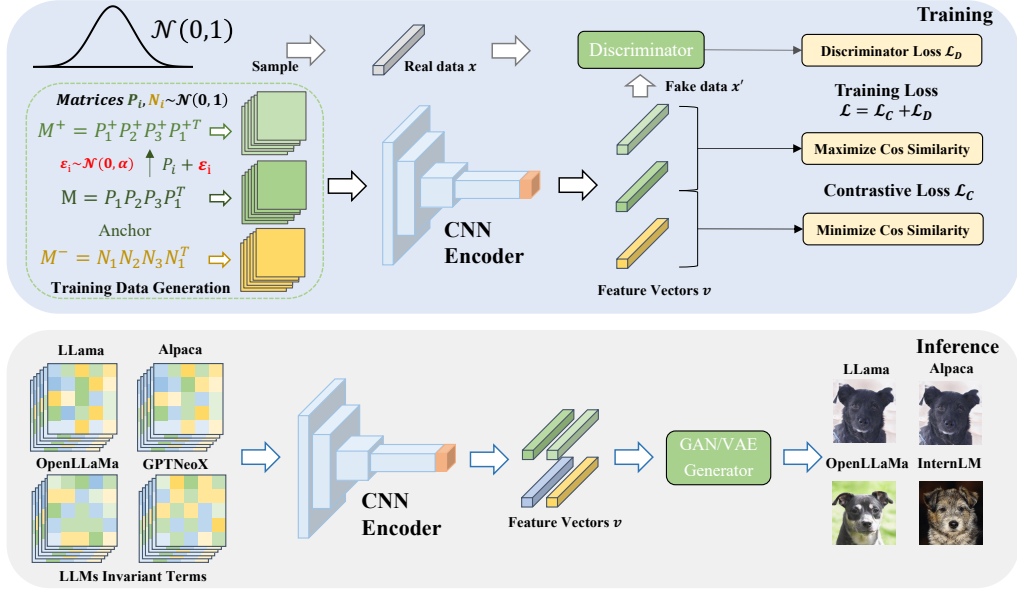 Training
𝒩(0,1)
Sample
Real data x
Discriminator
Discriminator Loss ℒ_D
Fake data x′
Matrices P_i, N_i~𝒩(0, 1)
M⁺ = P₁⁺P₂⁺P₃⁺P₁⁺ᵀ
ε_i~𝒩(0, α)
P_i + ε_i
M = P₁P₂P₃P₁ᵀ
Anchor
M⁻ = N₁N₂N₃N₁ᵀ
Training Data Generation
CNN
Encoder
Feature Vectors v
Training Loss
ℒ = ℒ_C +ℒ_D
Maximize Cos Similarity
Contrastive Loss ℒ_C
Minimize Cos Similarity
Inference
LLama
Alpaca
OpenLLaMa
GPTNeoX
LLMs Invariant Terms
CNN
Encoder
Feature Vectors v
GAN/VAE
Generator
LLama
Alpaca
OpenLLaMa
InternLM